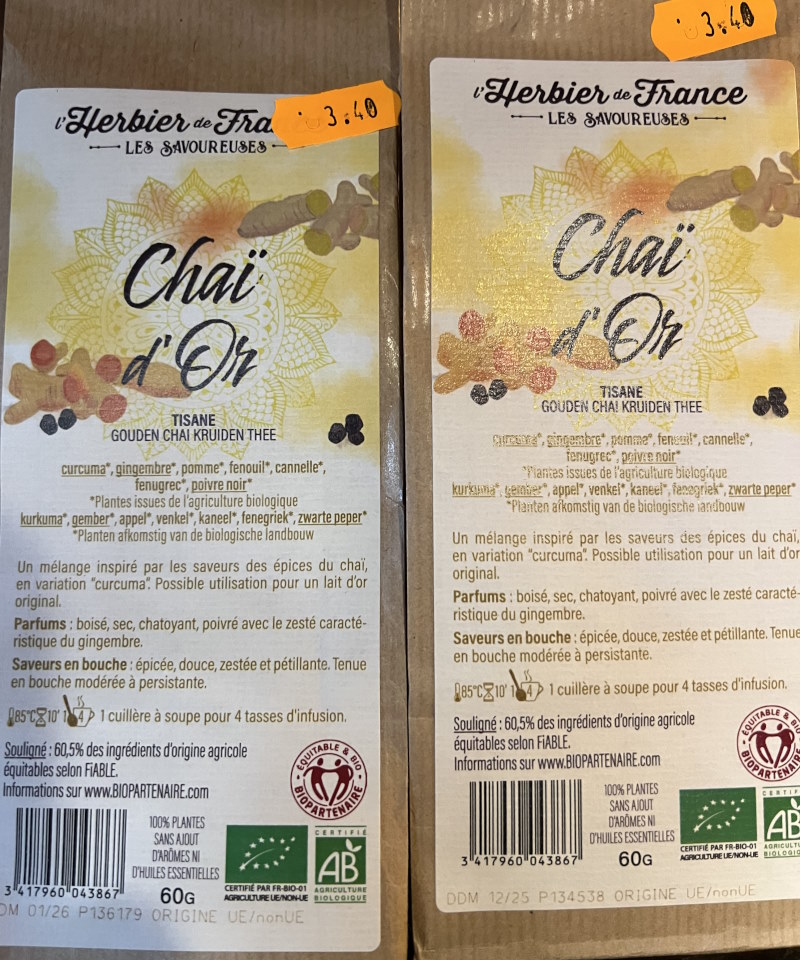 3.40
l'Herbier de Fra
LES SAVOUREUSES
Chaï
d'Or
TISANE
GOUDEN CHAI KRUIDEN THEE
curcuma*, gingembre*, pomme*, fenouil*, cannelle*,
fenugrec*, poivre noir*
*Plantes issues de l'agriculture biologique
kurkuma*, gember*, appel*, venkel*, kaneel*, fenegriek*, zwarte peper*
*Planten afkomstig van de biologische landbouw
Un mélange inspiré par les saveurs des épices du chaï,
en variation "curcuma". Possible utilisation pour un lait d'or
original.
Parfums : boisé, sec, chatoyant, poivré avec le zesté caracté-
ristique du gingembre.
Saveurs en bouche : épicée, douce, zestée et pétillante. Tenue
en bouche modérée à persistante.
85°C 10' 1 4 1 cuillère à soupe pour 4 tasses d'infusion.
Souligné : 60,5% des ingrédients d'origine agricole
équitables selon FiABLE.
Informations sur www.BIOPARTENAIRE.com
ÉQUITABLE & BIO
BIOPARTENAIRE
100% PLANTES
SANS AJOUT
D'ARÔMES NI
D'HUILES ESSENTIELLES
60G
3 417960 043867
CERTIFIÉ PAR FR-BIO-01
AGRICULTURE UE/NON-UE
CERTIFIÉ
AB
AGRICULTURE
BIOLOGIQUE
DM 01/26 P136179 ORIGINE UE/nonUE
3.40
l'Herbier de France
LES SAVOUREUSES
Chaï
d'Or
TISANE
GOUDEN CHAI KRUIDEN THEE
curcuma*, gingembre*, pomme*, fenouil*, cannelle*,
fenugrec*, poivre noir*
*Plantes issues de l'agriculture biologique
kurkuma*, gember*, appel*, venkel*, kaneel*, fenegriek*, zwarte peper*
*Planten afkomstig van de biologische landbouw
Un mélange inspiré par les saveurs des épices du chaï,
en variation "curcuma". Possible utilisation pour un lait d'or
original.
Parfums : boisé, sec, chatoyant, poivré avec le zesté caracté-
ristique du gingembre.
Saveurs en bouche : épicée, douce, zestée et pétillante. Tenue
en bouche modérée à persistante.
85°C 10' 1 4 1 cuillère à soupe pour 4 tasses d'infusion.
Souligné : 60,5% des ingrédients d'origine agricole
équitables selon FiABLE.
Informations sur www.BIOPARTENAIRE.com
ÉQUITABLE & BIO
BIOPARTENAIRE
100% PLANTES
SANS AJOUT
D'ARÔMES NI
D'HUILES ESSENTIELLES
60G
3 417960 043867
CERTIFIÉ PAR FR-BIO-01
AGRICULTURE UE/NON-UE
CERTIF
AB
AGRICULTU
BIOLOGIQ
DDM 12/25 P134538 ORIGINE UE/nonUE